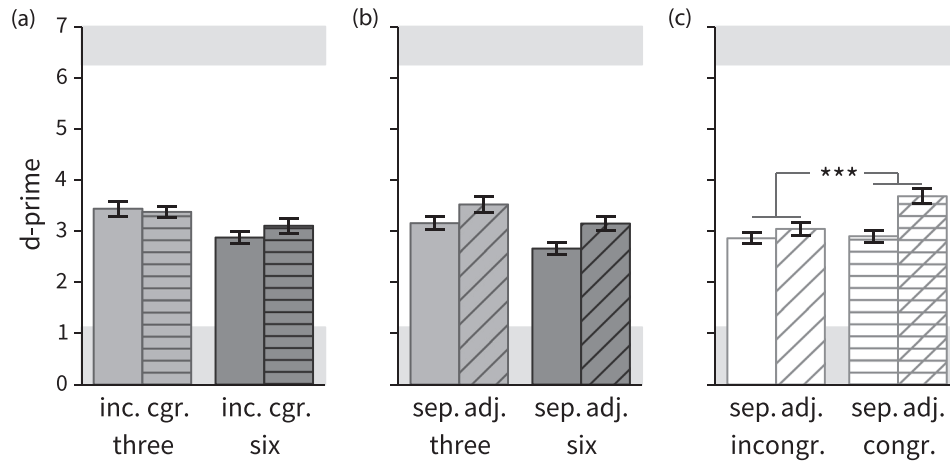 (a) (b) (c)
7
6
5
4
3
2
1
0
d-prime
***
inc. cgr. inc. cgr. sep. adj. sep. adj. sep. adj. sep. adj.
three six three six incongr. congr.